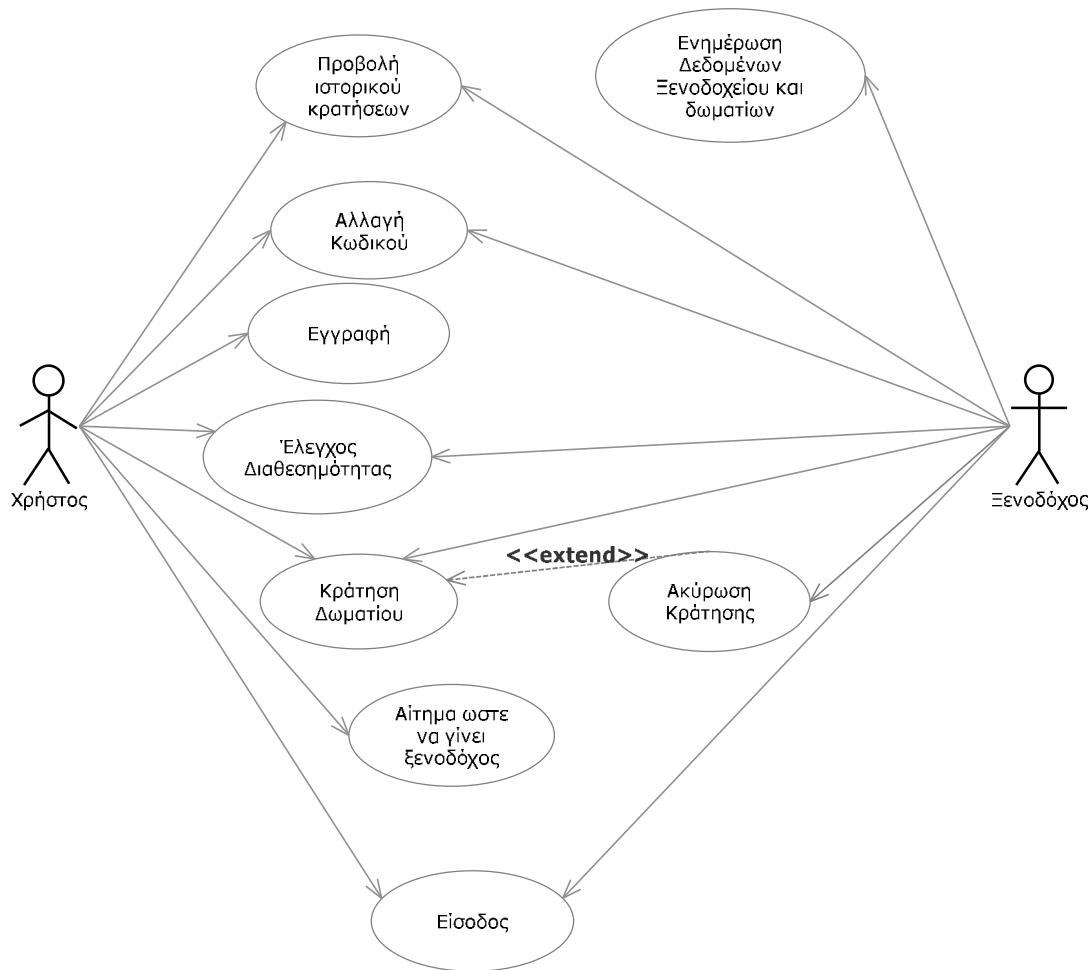 Προβολή
ιστορικού
κρατήσεων
Ενημέρωση
Δεδομένων
Ξενοδοχείου και
δωματίων
Αλλαγή
Κωδικού
Εγγραφή
Έλεγχος
Διαθεσημότητας
Χρήστος
Ξενοδόχος
<<extend>>
Κράτηση
Δωματίου
Ακύρωση
Κράτησης
Αίτημα ωστε
να γίνει
ξενοδόχος
Είσοδος